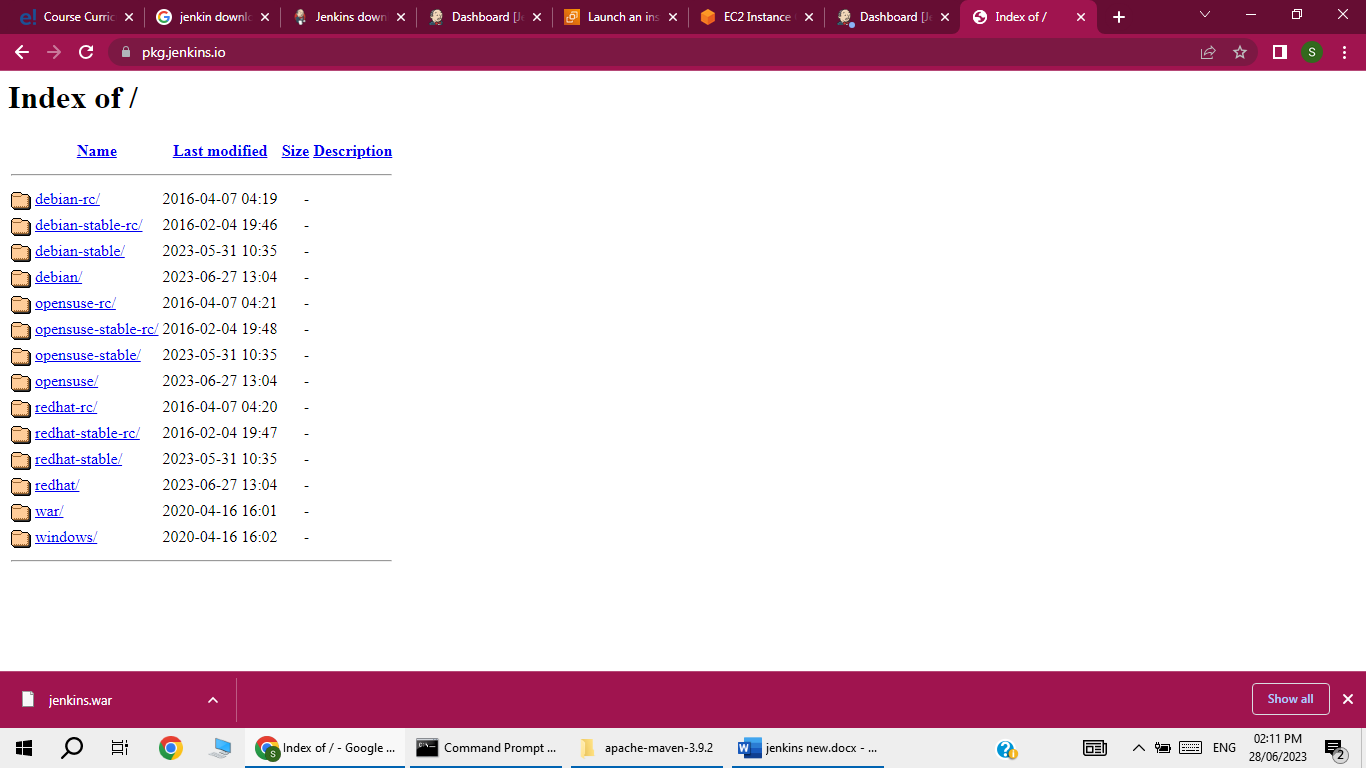 e! Course Curric
jenkin downl
Jenkins down
Dashboard [Je
Launch an ins
EC2 Instance
Dashboard [Je
Index of /
pkg.jenkins.io
S
Index of /
Name Last modified Size Description
debian-rc/ 2016-04-07 04:19 -
debian-stable-rc/ 2016-02-04 19:46 -
debian-stable/ 2023-05-31 10:35 -
debian/ 2023-06-27 13:04 -
opensuse-rc/ 2016-04-07 04:21 -
opensuse-stable-rc/ 2016-02-04 19:48 -
opensuse-stable/ 2023-05-31 10:35 -
opensuse/ 2023-06-27 13:04 -
redhat-rc/ 2016-04-07 04:20 -
redhat-stable-rc/ 2016-02-04 19:47 -
redhat-stable/ 2023-05-31 10:35 -
redhat/ 2023-06-27 13:04 -
war/ 2020-04-16 16:01 -
windows/ 2020-04-16 16:02 -
jenkins.war
Show all
Index of / - Google ...
Command Prompt ...
apache-maven-3.9.2
jenkins new.docx - ...
ENG
02:11 PM
28/06/2023
2